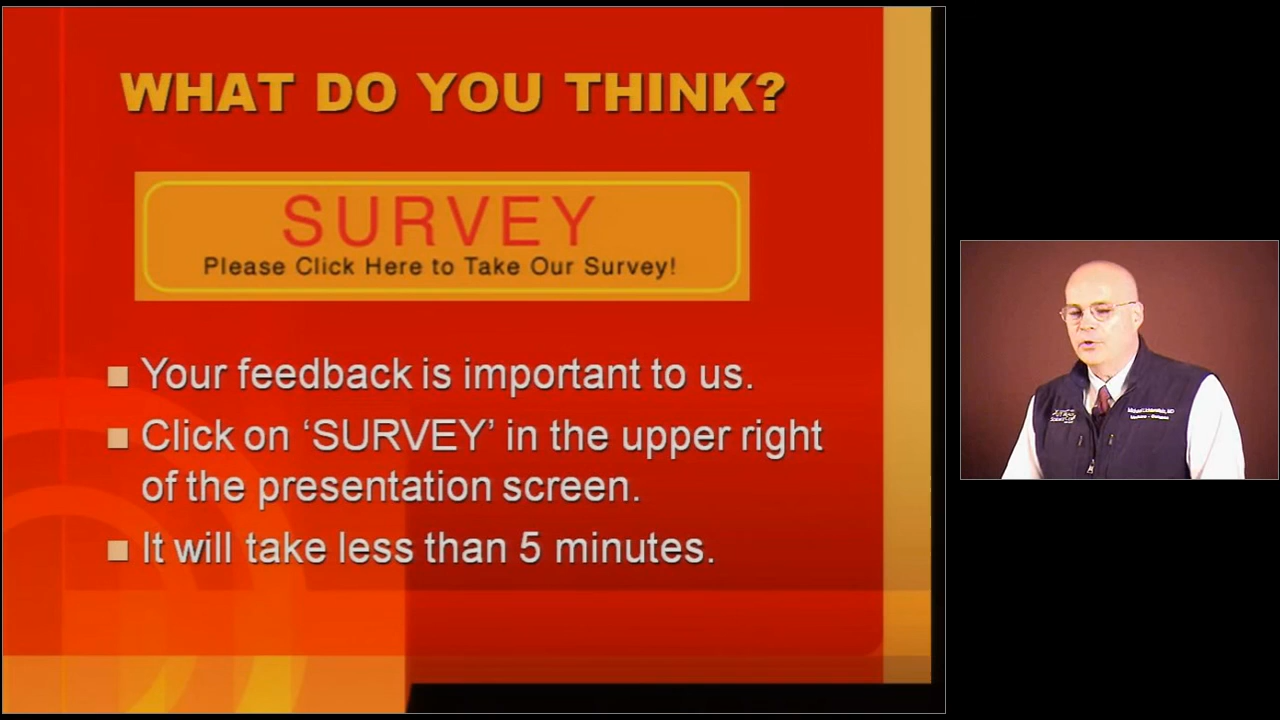 WHAT DO YOU THINK?
SURVEY
Please Click Here to Take Our Survey!
Your feedback is important to us.
Click on ‘SURVEY’ in the upper right
of the presentation screen.
It will take less than 5 minutes.